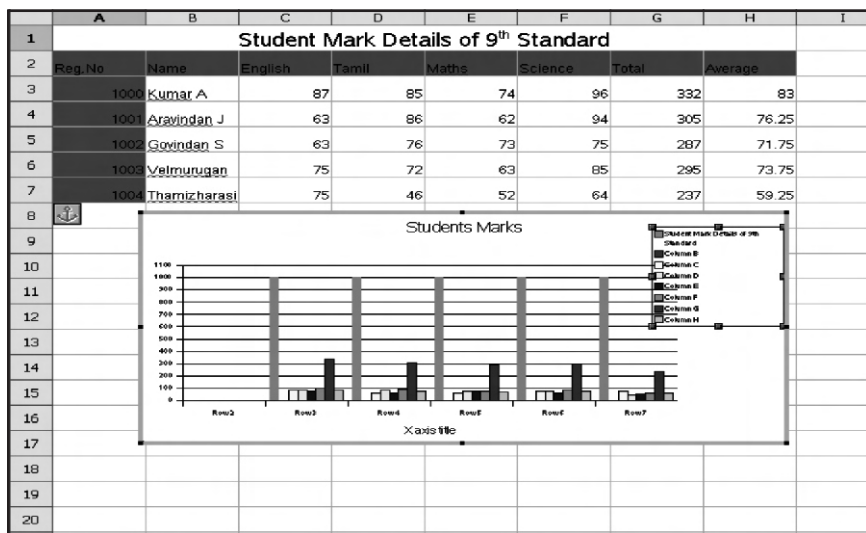 A B C D E F G H I
1 Student Mark Details of 9th Standard
2 Reg.No Name English Tamil Maths Science Total Average
3 1000 Kumar A 87 85 74 96 332 83
4 1001 Aravindan J 63 86 62 94 305 76.25
5 1002 Govindan S 63 76 73 75 287 71.75
6 1003 Velmurugan 75 72 63 85 295 73.75
7 1004 Thamizharasi 75 46 52 64 237 59.25
8
9
10
11
12
13
14
15
16
17
18
19
20
Students Marks
Student Mark Details of 9th
Standard
Column B
Column C
Column D
Column E
Column F
Column G
Column H
1100
1000
900
800
700
600
500
400
300
200
100
0
Row2 Row3 Row4 Row5 Row6 Row7
X axis title